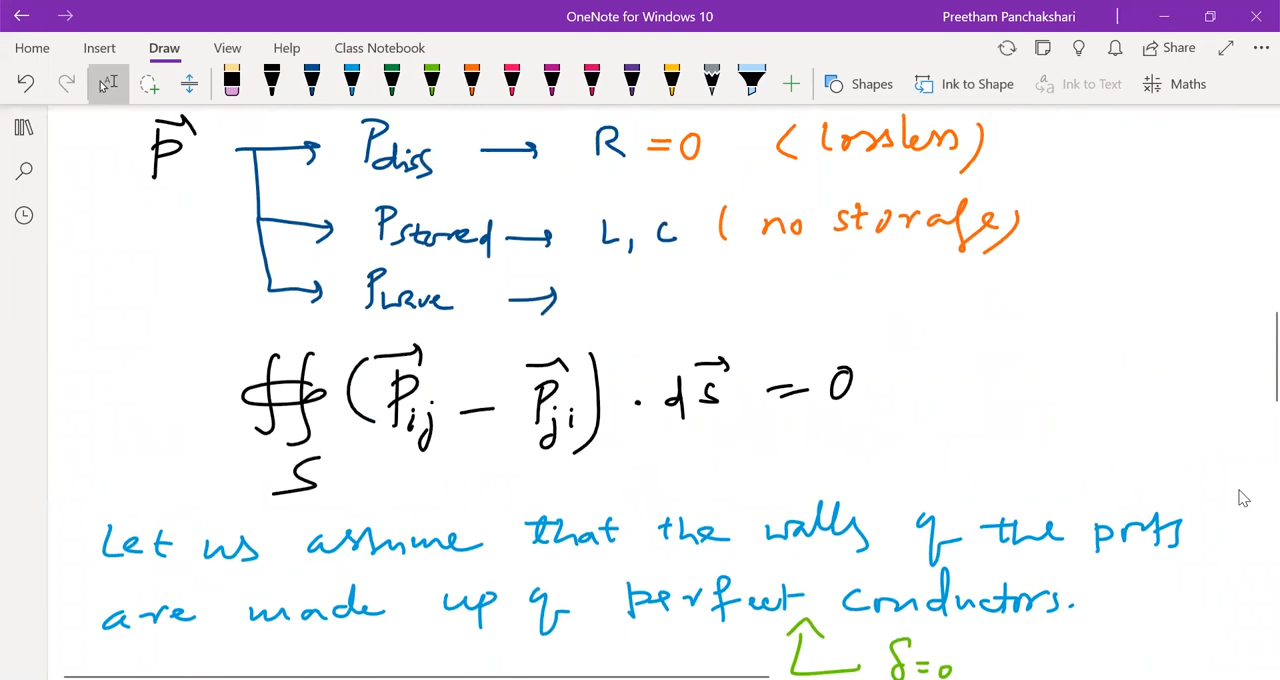 OneNote for Windows 10
Preetham Panchakshari
Home Insert Draw View Help Class Notebook Share
Shapes Ink to Shape Ink to Text Maths
P⃗ → Pdiss → R = 0 (lossless)
→ Pstored → L, C (no storage)
→ Pwave →
∯S (P⃗ij − P⃗ji) · ds⃗ = 0
Let us assume that the walls of the ports
are made up of perfect conductors.
δ = 0